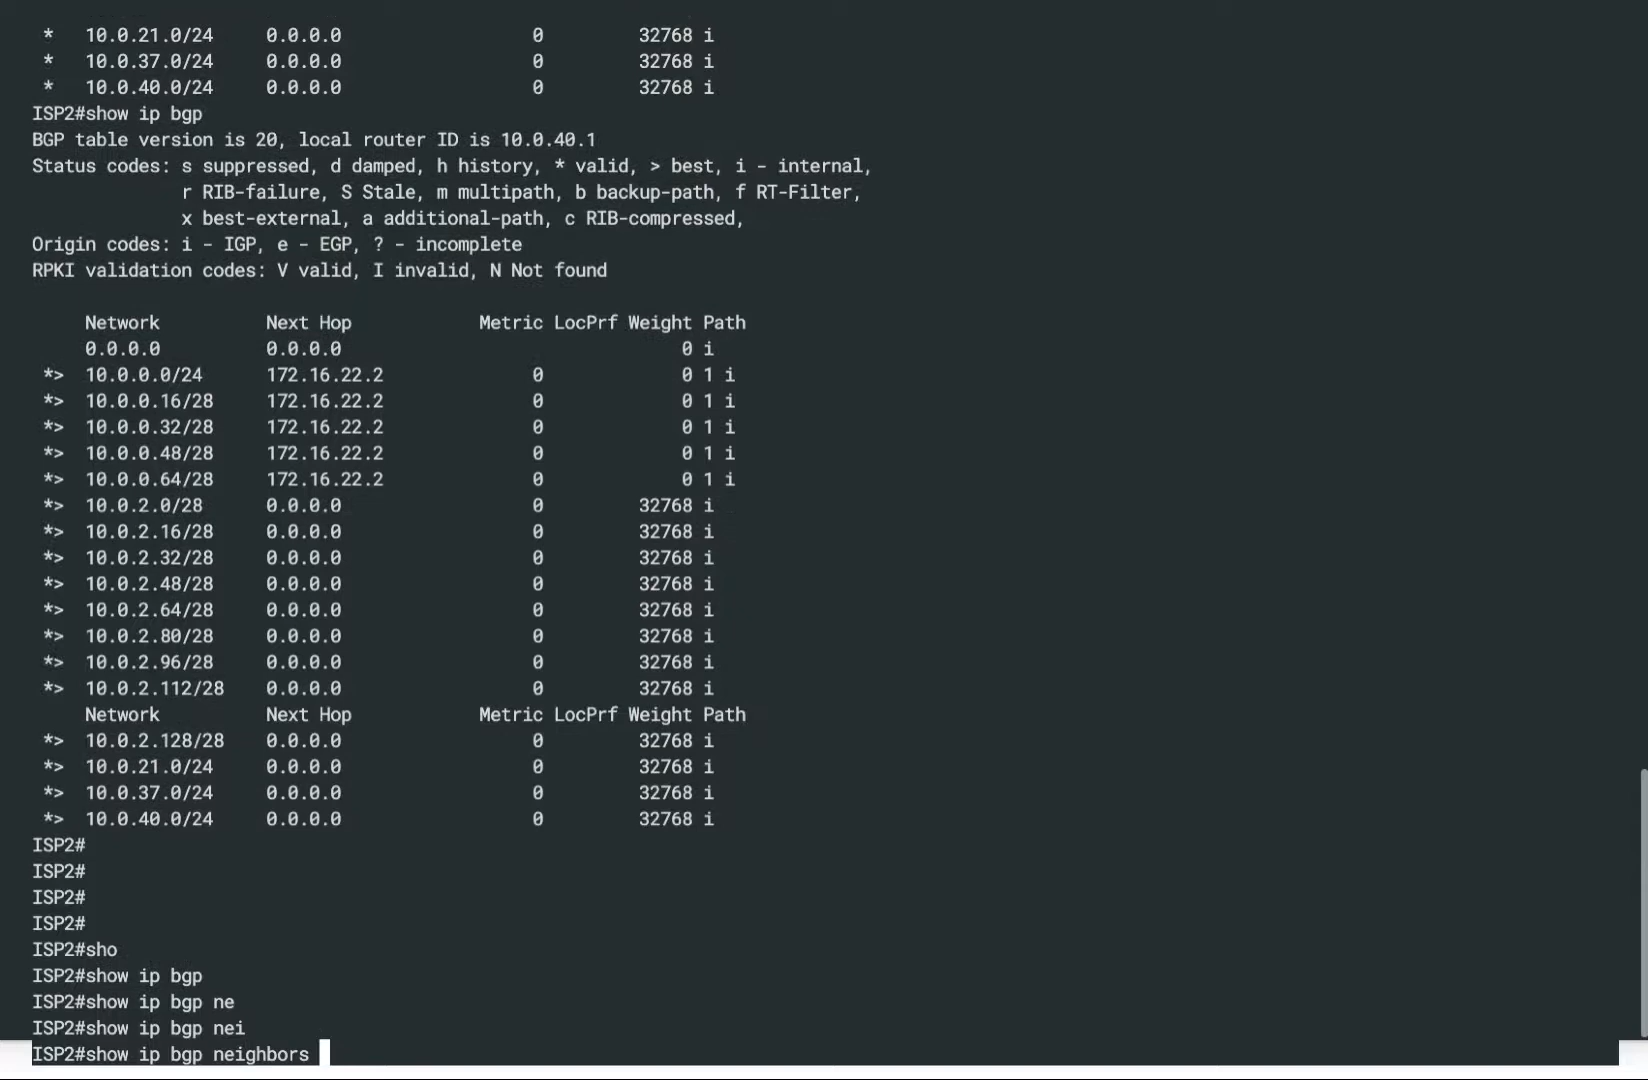 *   10.0.21.0/24     0.0.0.0                  0         32768 i
*   10.0.37.0/24     0.0.0.0                  0         32768 i
*   10.0.40.0/24     0.0.0.0                  0         32768 i
ISP2#show ip bgp
BGP table version is 20, local router ID is 10.0.40.1
Status codes: s suppressed, d damped, h history, * valid, > best, i - internal,
              r RIB-failure, S Stale, m multipath, b backup-path, f RT-Filter,
              x best-external, a additional-path, c RIB-compressed,
Origin codes: i - IGP, e - EGP, ? - incomplete
RPKI validation codes: V valid, I invalid, N Not found
     Network          Next Hop            Metric LocPrf Weight Path
     0.0.0.0          0.0.0.0                                0 i
 *>  10.0.0.0/24      172.16.22.2              0             0 1 i
 *>  10.0.0.16/28     172.16.22.2              0             0 1 i
 *>  10.0.0.32/28     172.16.22.2              0             0 1 i
 *>  10.0.0.48/28     172.16.22.2              0             0 1 i
 *>  10.0.0.64/28     172.16.22.2              0             0 1 i
 *>  10.0.2.0/28      0.0.0.0                  0         32768 i
 *>  10.0.2.16/28     0.0.0.0                  0         32768 i
 *>  10.0.2.32/28     0.0.0.0                  0         32768 i
 *>  10.0.2.48/28     0.0.0.0                  0         32768 i
 *>  10.0.2.64/28     0.0.0.0                  0         32768 i
 *>  10.0.2.80/28     0.0.0.0                  0         32768 i
 *>  10.0.2.96/28     0.0.0.0                  0         32768 i
 *>  10.0.2.112/28    0.0.0.0                  0         32768 i
     Network          Next Hop            Metric LocPrf Weight Path
 *>  10.0.2.128/28    0.0.0.0                  0         32768 i
 *>  10.0.21.0/24     0.0.0.0                  0         32768 i
 *>  10.0.37.0/24     0.0.0.0                  0         32768 i
 *>  10.0.40.0/24     0.0.0.0                  0         32768 i
ISP2#
ISP2#
ISP2#
ISP2#
ISP2#sho
ISP2#show ip bgp
ISP2#show ip bgp ne
ISP2#show ip bgp nei
ISP2#show ip bgp neighbors